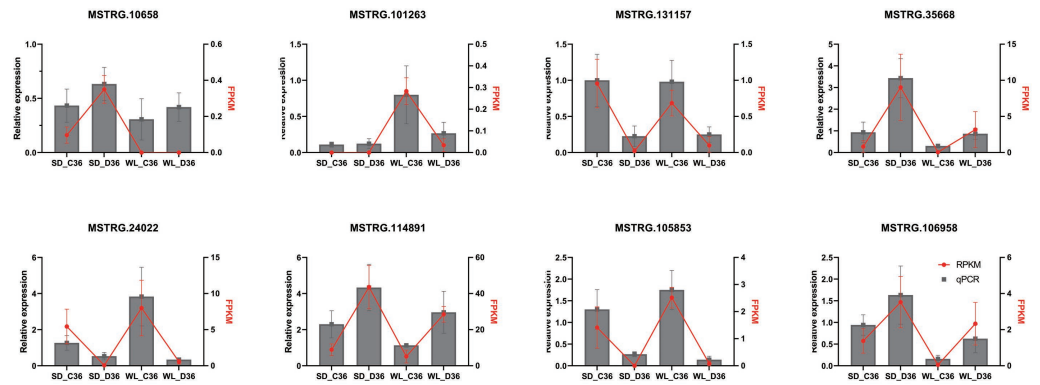 MSTRG.10658
1.0
0.5
0.0
Relative expression
0.6
0.4
0.2
0.0
FPKM
SD_C36 SD_D36 WL_C36 WL_D36
MSTRG.101263
1.5
1.0
0.5
0.0
Relative expression
0.5
0.4
0.3
0.2
0.1
0.0
FPKM
SD_C36 SD_D36 WL_C36 WL_D36
MSTRG.131157
1.5
1.0
0.5
0.0
Relative expression
1.5
1.0
0.5
0.0
FPKM
SD_C36 SD_D36 WL_C36 WL_D36
MSTRG.35668
5
4
3
2
1
0
Relative expression
15
10
5
0
FPKM
SD_C36 SD_D36 WL_C36 WL_D36
MSTRG.24022
6
4
2
0
Relative expression
15
10
5
0
FPKM
SD_C36 SD_D36 WL_C36 WL_D36
MSTRG.114891
6
4
2
0
Relative expression
60
40
20
0
FPKM
SD_C36 SD_D36 WL_C36 WL_D36
MSTRG.105853
2.5
2.0
1.5
1.0
0.5
0.0
Relative expression
4
3
2
1
0
FPKM
SD_C36 SD_D36 WL_C36 WL_D36
MSTRG.106958
2.5
2.0
1.5
1.0
0.5
0.0
Relative expression
RPKM
qPCR
6
4
2
0
FPKM
SD_C36 SD_D36 WL_C36 WL_D36